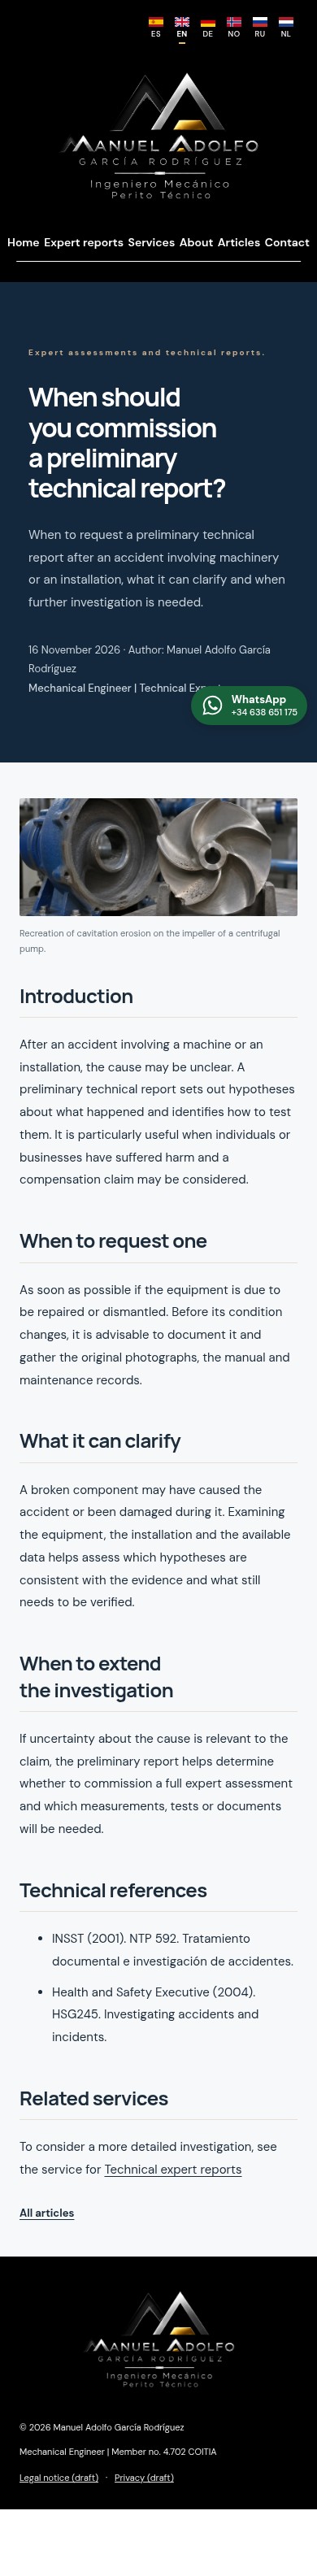 ES EN DE NO RU NL
MANUEL ADOLFO
GARCÍA RODRÍGUEZ
Ingeniero Mecánico
Perito Técnico
Home Expert reports Services About Articles Contact
Expert assessments and technical reports.
When should
you commission
a preliminary
technical report?
When to request a preliminary technical
report after an accident involving machinery
or an installation, what it can clarify and when
further investigation is needed.
16 November 2026 · Author: Manuel Adolfo García
Rodríguez
Mechanical Engineer | Technical
WhatsApp
+34 638 651 175
Recreation of cavitation erosion on the impeller of a centrifugal
pump.
Introduction
After an accident involving a machine or an
installation, the cause may be unclear. A
preliminary technical report sets out hypotheses
about what happened and identifies how to test
them. It is particularly useful when individuals or
businesses have suffered harm and a
compensation claim may be considered.
When to request one
As soon as possible if the equipment is due to
be repaired or dismantled. Before its condition
changes, it is advisable to document it and
gather the original photographs, the manual and
maintenance records.
What it can clarify
A broken component may have caused the
accident or been damaged during it. Examining
the equipment, the installation and the available
data helps assess which hypotheses are
consistent with the evidence and what still
needs to be verified.
When to extend
the investigation
If uncertainty about the cause is relevant to the
claim, the preliminary report helps determine
whether to commission a full expert assessment
and which measurements, tests or documents
will be needed.
Technical references
• INSST (2001). NTP 592. Tratamiento
documental e investigación de accidentes.
• Health and Safety Executive (2004).
HSG245. Investigating accidents and
incidents.
Related services
To consider a more detailed investigation, see
the service for Technical expert reports
All articles
MANUEL ADOLFO
GARCÍA RODRÍGUEZ
Ingeniero Mecánico
Perito Técnico
© 2026 Manuel Adolfo García Rodríguez
Mechanical Engineer | Member no. 4.702 COITIA
Legal notice (draft) · Privacy (draft)